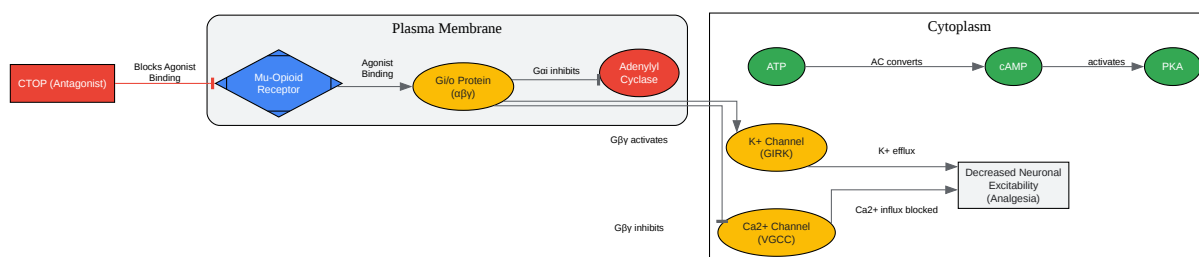 Plasma Membrane
Cytoplasm
CTOP (Antagonist)
Blocks Agonist
Binding
Mu-Opioid
Receptor
Agonist
Binding
Gi/o Protein
(αβγ)
Gαi inhibits
Adenylyl
Cyclase
ATP
AC converts
cAMP
activates
PKA
Gβγ activates
K+ Channel
(GIRK)
K+ efflux
Decreased Neuronal
Excitability
(Analgesia)
Gβγ inhibits
Ca2+ Channel
(VGCC)
Ca2+ influx blocked